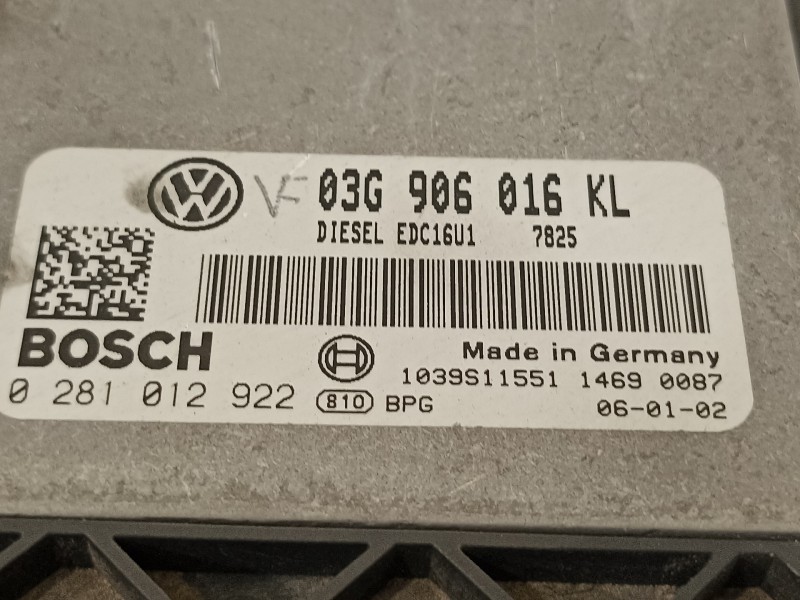 VF 03G 906 016 KL
DIESEL EDC16U1 7825
BOSCH
Made in Germany
1039S11551 1469 0087
0 281 012 922 810 BPG 06-01-02